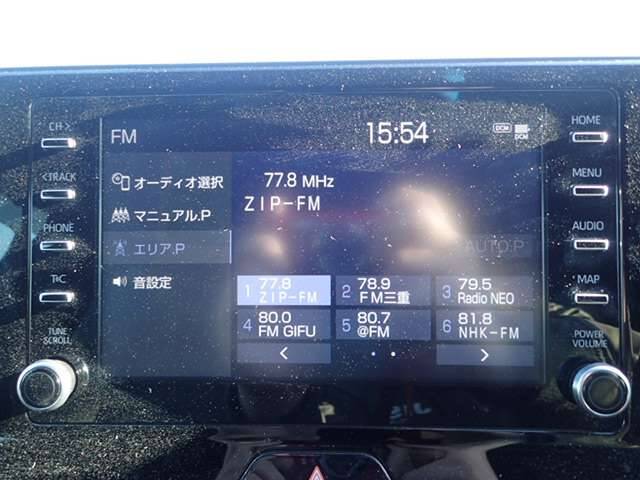 CH>
<TRACK
PHONE
T&C
TUNE
SCROLL
FM
15:54
DCM
DCM
オーディオ選択
マニュアル.P
エリア.P
音設定
77.8 MHz
ZIP-FM
AUTO.P
1 77.8
ZIP-FM
2 78.9
FM三重
3 79.5
Radio NEO
4 80.0
FM GIFU
5 80.7
@FM
6 81.8
NHK-FM
<
>
HOME
MENU
AUDIO
MAP
POWER
VOLUME